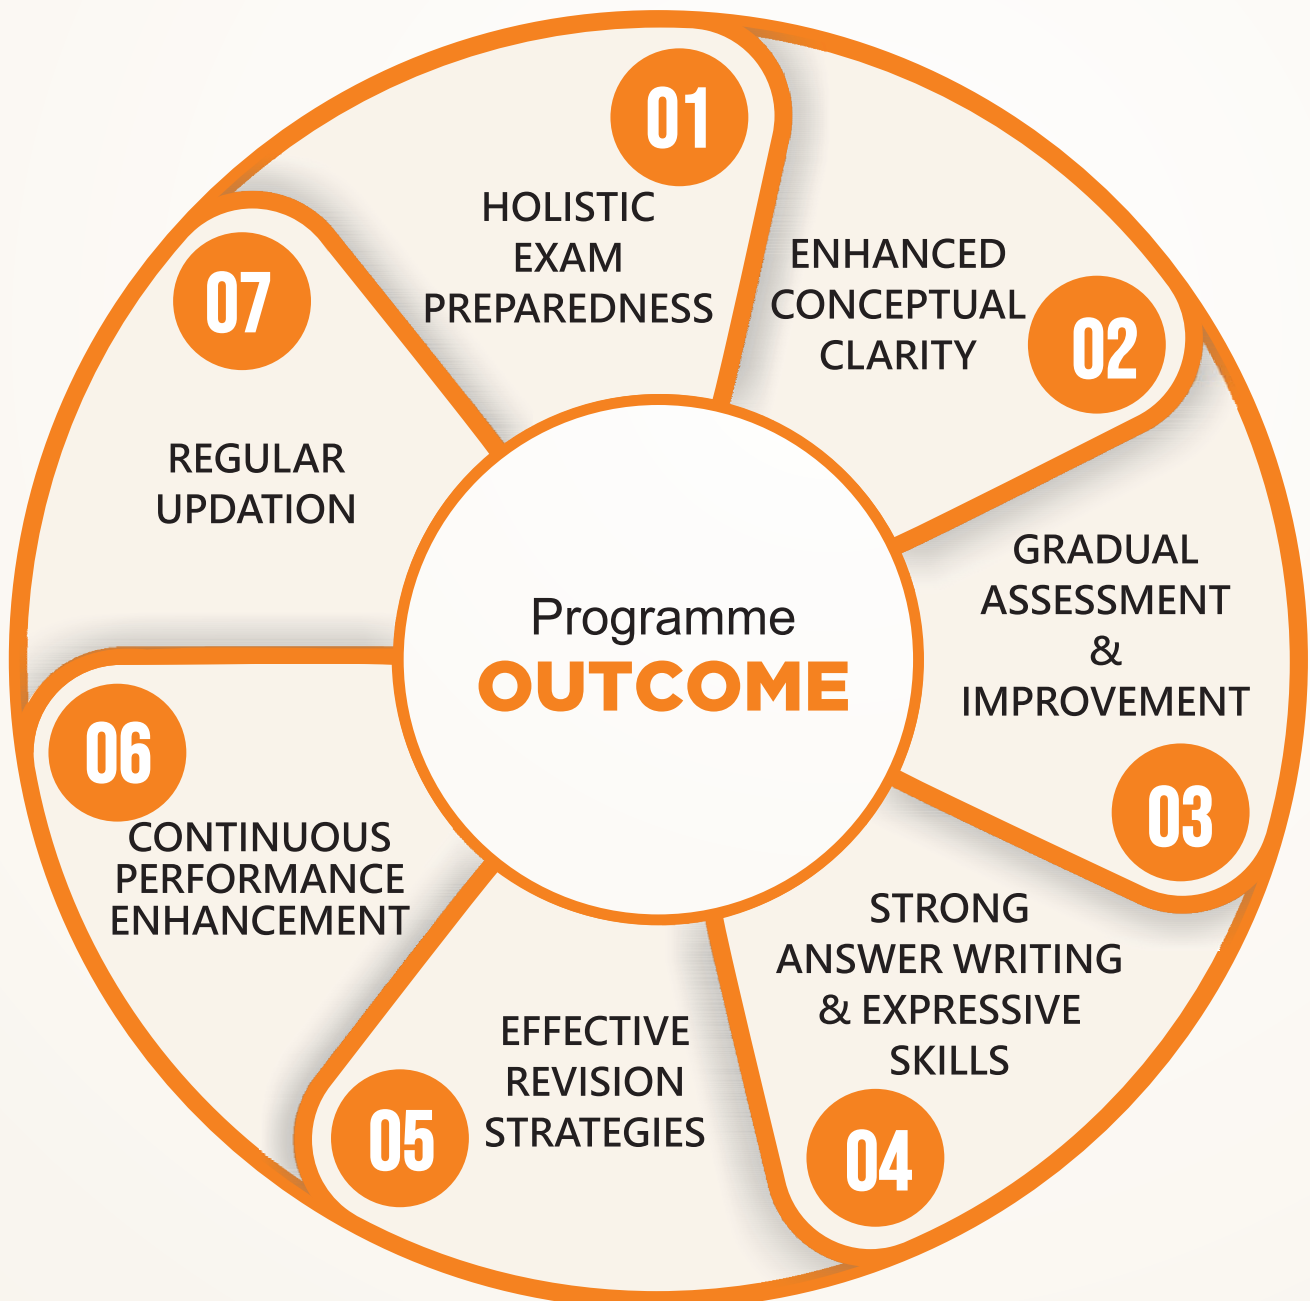 Programme
OUTCOME
01
HOLISTIC
EXAM
PREPAREDNESS
02
ENHANCED
CONCEPTUAL
CLARITY
03
GRADUAL
ASSESSMENT
&
IMPROVEMENT
04
STRONG
ANSWER WRITING
& EXPRESSIVE
SKILLS
05
EFFECTIVE
REVISION
STRATEGIES
06
CONTINUOUS
PERFORMANCE
ENHANCEMENT
07
REGULAR
UPDATION